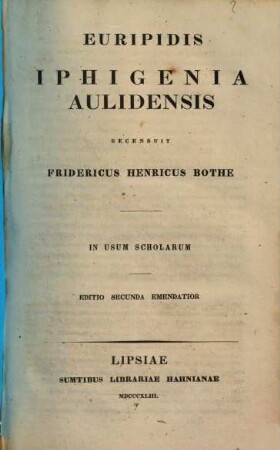 EURIPIDIS
IPHIGENIA
AULIDENSIS
RECENSUIT
FRIDERICUS HENRICUS BOTHE
IN USUM SCHOLARUM
EDITIO SECUNDA EMENDATIOR
LIPSIAE
SUMTIBUS LIBRARIAE HAHNIANAE
MDCCCXLIII.